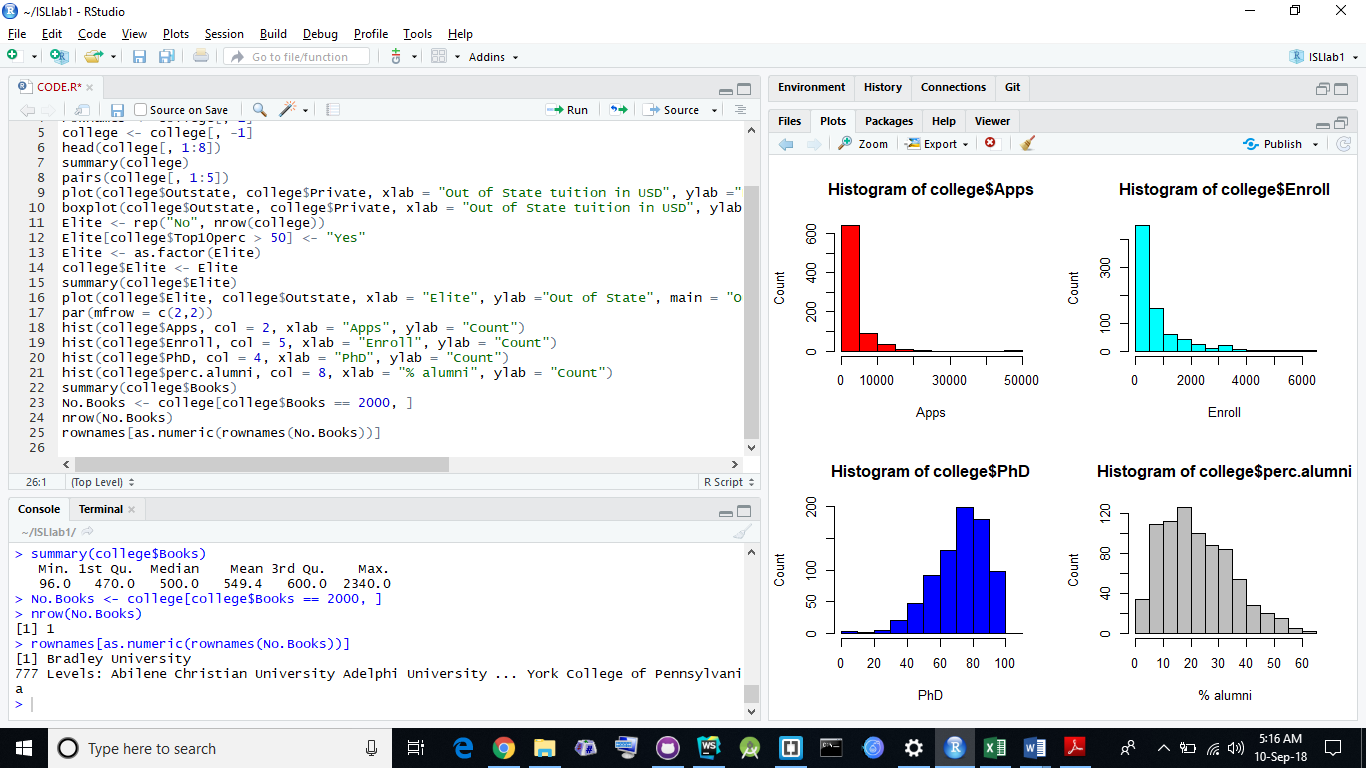 ~/ISLlab1 - RStudio
File Edit Code View Plots Session Build Debug Profile Tools Help
Go to file/function Addins ISLlab1
CODE.R*
Source on Save Run Source
5 college <- college[, -1]
6 head(college[, 1:8])
7 summary(college)
8 pairs(college[, 1:5])
9 plot(college$Outstate, college$Private, xlab = "Out of State tuition in USD", ylab ="
10 boxplot(college$Outstate, college$Private, xlab = "Out of State tuition in USD", ylab
11 Elite <- rep("No", nrow(college))
12 Elite[college$Top10perc > 50] <- "Yes"
13 Elite <- as.factor(Elite)
14 college$Elite <- Elite
15 summary(college$Elite)
16 plot(college$Elite, college$Outstate, xlab = "Elite", ylab ="Out of State", main = "O
17 par(mfrow = c(2,2))
18 hist(college$Apps, col = 2, xlab = "Apps", ylab = "Count")
19 hist(college$Enroll, col = 5, xlab = "Enroll", ylab = "Count")
20 hist(college$PhD, col = 4, xlab = "PhD", ylab = "Count")
21 hist(college$perc.alumni, col = 8, xlab = "% alumni", ylab = "Count")
22 summary(college$Books)
23 No.Books <- college[college$Books == 2000, ]
24 nrow(No.Books)
25 rownames[as.numeric(rownames(No.Books))]
26
26:1 (Top Level) R Script
Console Terminal
~/ISLlab1/
> summary(college$Books)
Min. 1st Qu. Median Mean 3rd Qu. Max.
96.0 470.0 500.0 549.4 600.0 2340.0
> No.Books <- college[college$Books == 2000, ]
> nrow(No.Books)
[1] 1
> rownames[as.numeric(rownames(No.Books))]
[1] Bradley University
777 Levels: Abilene Christian University Adelphi University ... York College of Pennsylvani
a
>
Environment History Connections Git
Files Plots Packages Help Viewer
Zoom Export Publish
Histogram of college$Apps
Count
0 200 400 600
0 10000 30000 50000
Apps
Histogram of college$Enroll
Count
0 100 300
0 2000 4000 6000
Enroll
Histogram of college$PhD
Count
0 50 100 200
0 20 40 60 80 100
PhD
Histogram of college$perc.alumni
Count
0 40 80 120
0 10 20 30 40 50 60
% alumni
Type here to search
5:16 AM
10-Sep-18